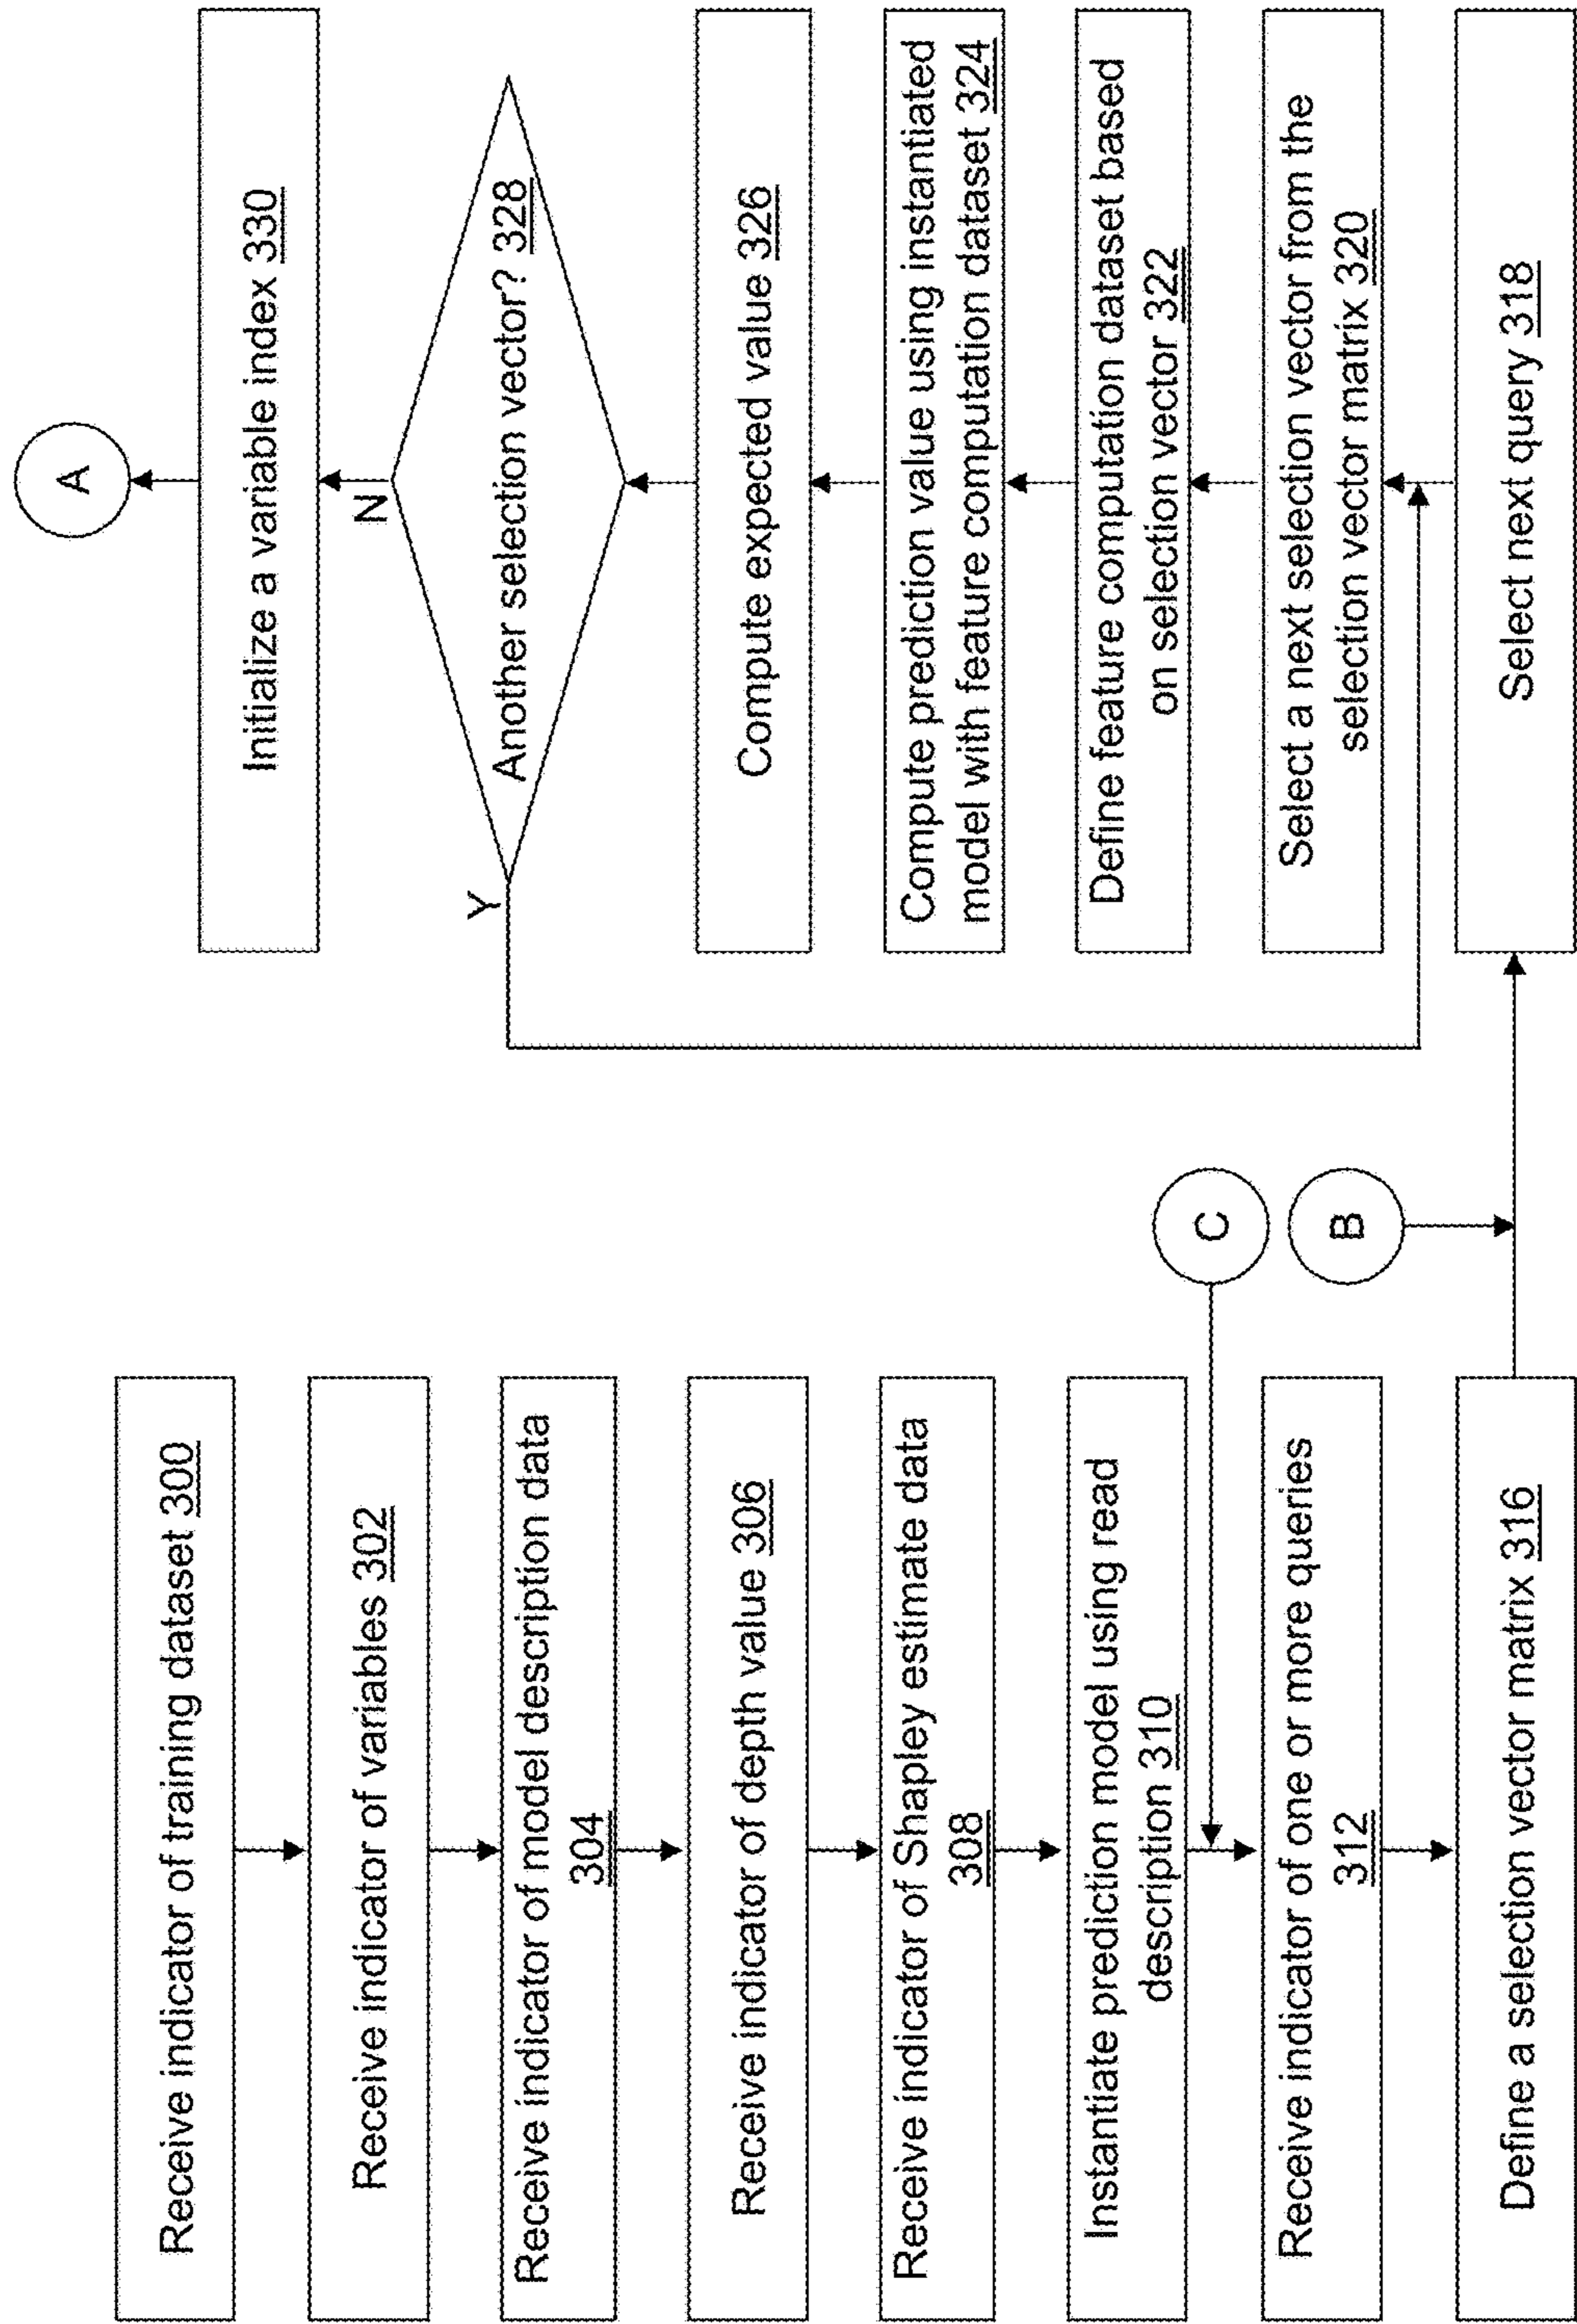 Receive indicator of training dataset 300
Receive indicator of variables 302
Receive indicator of model description data
304
Receive indicator of depth value 306
Receive indicator of Shapley estimate data
308
Instantiate prediction model using read
description 310
C
Receive indicator of one or more queries
312
Define a selection vector matrix 316
B
Select next query 318
Select a next selection vector from the
selection vector matrix 320
Define feature computation dataset based
on selection vector 322
Compute prediction value using instantiated
model with feature computation dataset 324
Compute expected value 326
Another selection vector? 328
Y
N
Initialize a variable index 330
A